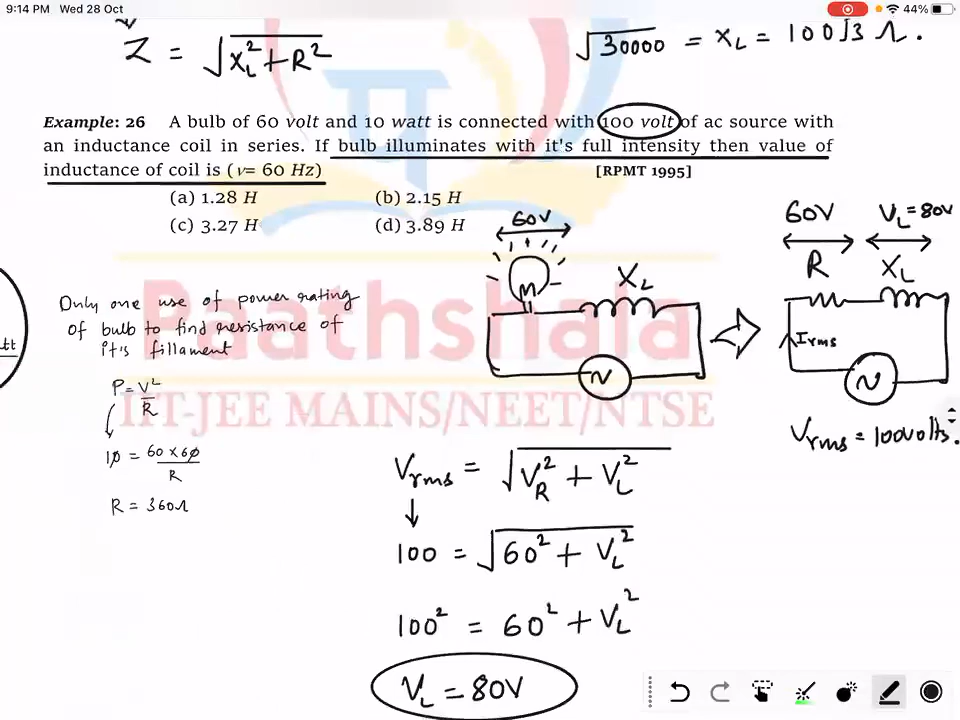 9:14 PM Wed 28 Oct
44%
Z = √(X_L² + R²)
√30000 = X_L = 100√3 Ω.
Example: 26 A bulb of 60 volt and 10 watt is connected with 100 volt of ac source with
an inductance coil in series. If bulb illuminates with it's full intensity then value of
inductance of coil is (ν= 60 Hz) [RPMT 1995]
(a) 1.28 H (b) 2.15 H
(c) 3.27 H (d) 3.89 H
60V
X_L
N
60V V_L = 80V
R X_L
Irms
N
Vrms = 100volts.
Paathshala
IIT-JEE MAINS/NEET/NTSE
tt
Only one use of power rating
of bulb to find resistance of
it's fillament
P = V²/R
10 = 60 × 60/R
R = 360Ω
Vrms = √(V_R² + V_L²)
100 = √(60² + V_L²)
100² = 60² + V_L²
V_L = 80V